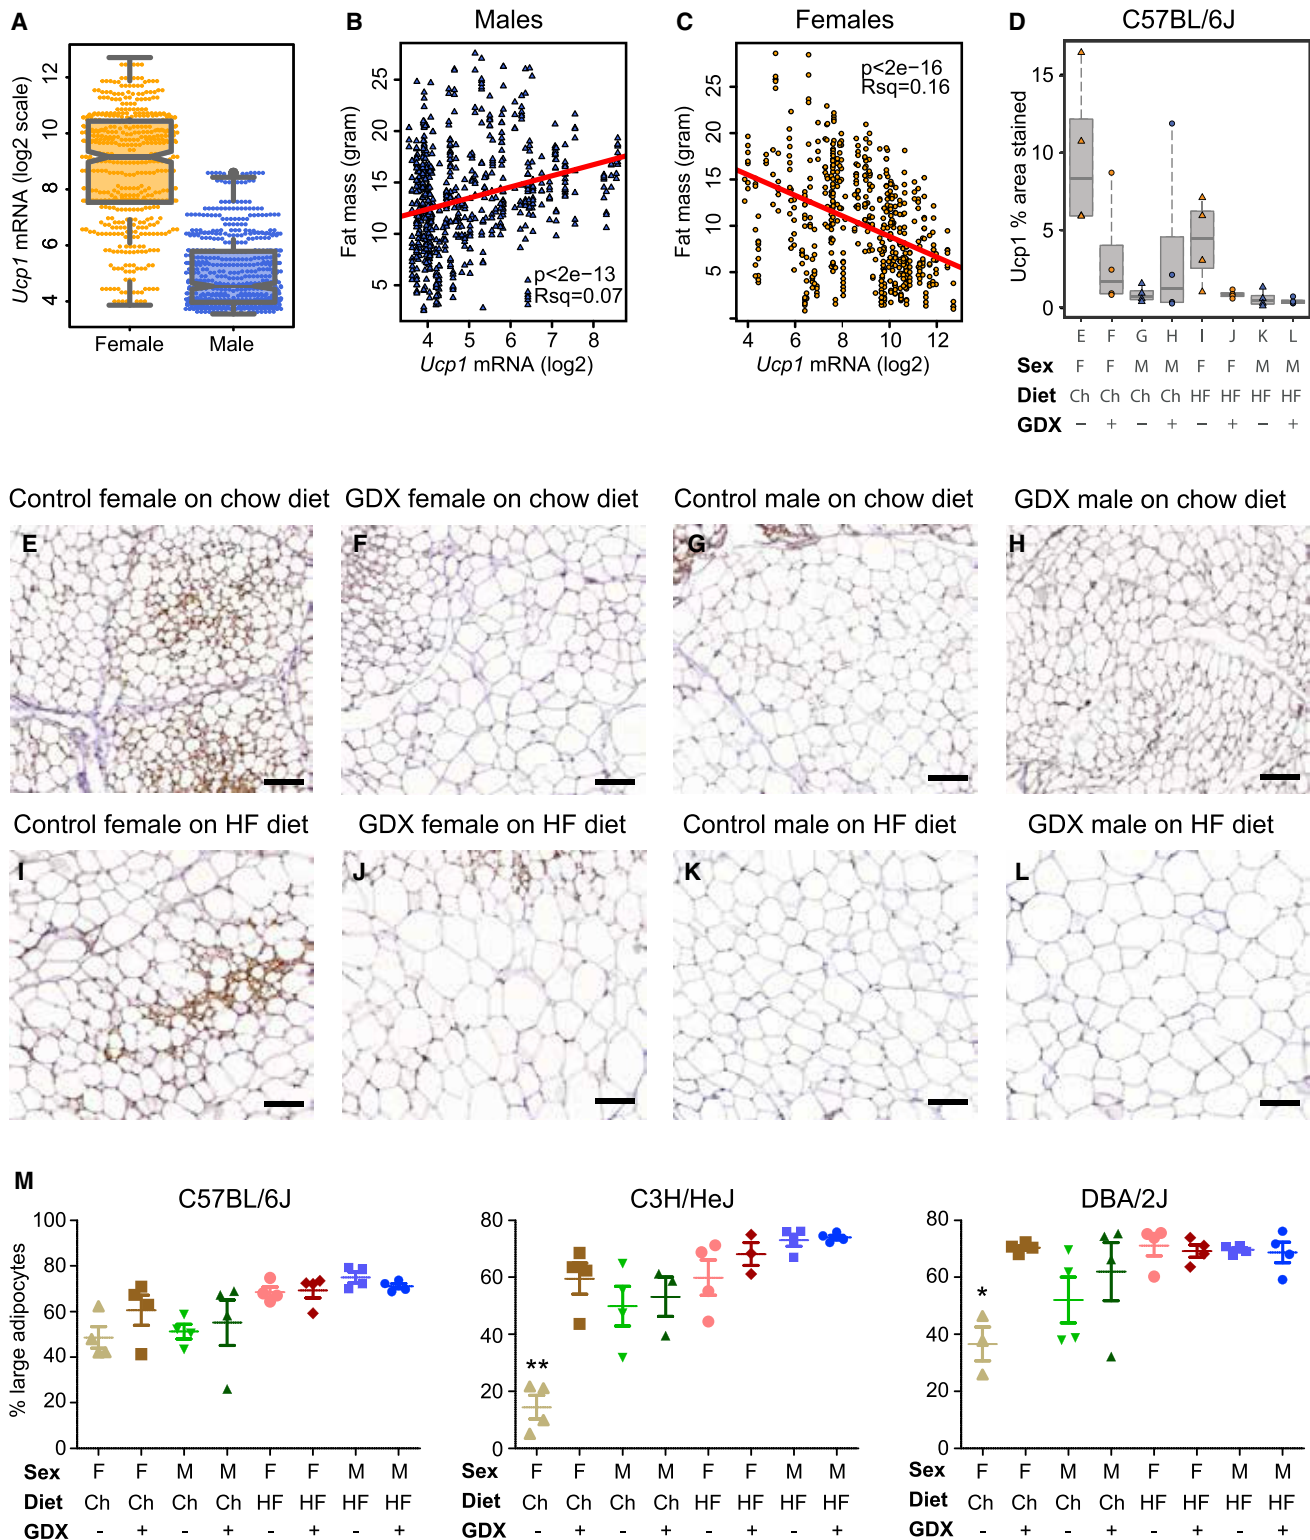 A
Ucp1 mRNA (log2 scale)
12
10
8
6
4
Female
Male
B
Males
Fat mass (gram)
25
20
15
10
5
p<2e−13
Rsq=0.07
4 5 6 7 8
Ucp1 mRNA (log2)
C
Females
Fat mass (gram)
25
20
15
10
5
p<2e−16
Rsq=0.16
4 6 8 10 12
Ucp1 mRNA (log2)
D
C57BL/6J
Ucp1 % area stained
15
10
5
0
E F G H I J K L
Sex F F M M F F M M
Diet Ch Ch Ch Ch HF HF HF HF
GDX − + − + − + − +
Control female on chow diet
E
GDX female on chow diet
F
Control male on chow diet
G
GDX male on chow diet
H
Control female on HF diet
I
GDX female on HF diet
J
Control male on HF diet
K
GDX male on HF diet
L
M
C57BL/6J
% large adipocytes
100
80
60
40
20
0
Sex F F M M F F M M
Diet Ch Ch Ch Ch HF HF HF HF
GDX - + - + - + - +
C3H/HeJ
80
60
40
20
0
**
Sex F F M M F F M M
Diet Ch Ch Ch Ch HF HF HF HF
GDX - + - + - + - +
DBA/2J
80
60
40
20
0
*
Sex F F M M F F M M
Diet Ch Ch Ch Ch HF HF HF HF
GDX - + - + - + - +